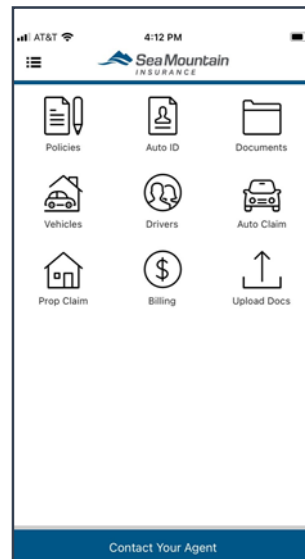 AT&T 4:12 PM
Sea Mountain
INSURANCE
Policies Auto ID Documents
Vehicles Drivers Auto Claim
Prop Claim $ Billing Upload Docs
Contact Your Agent